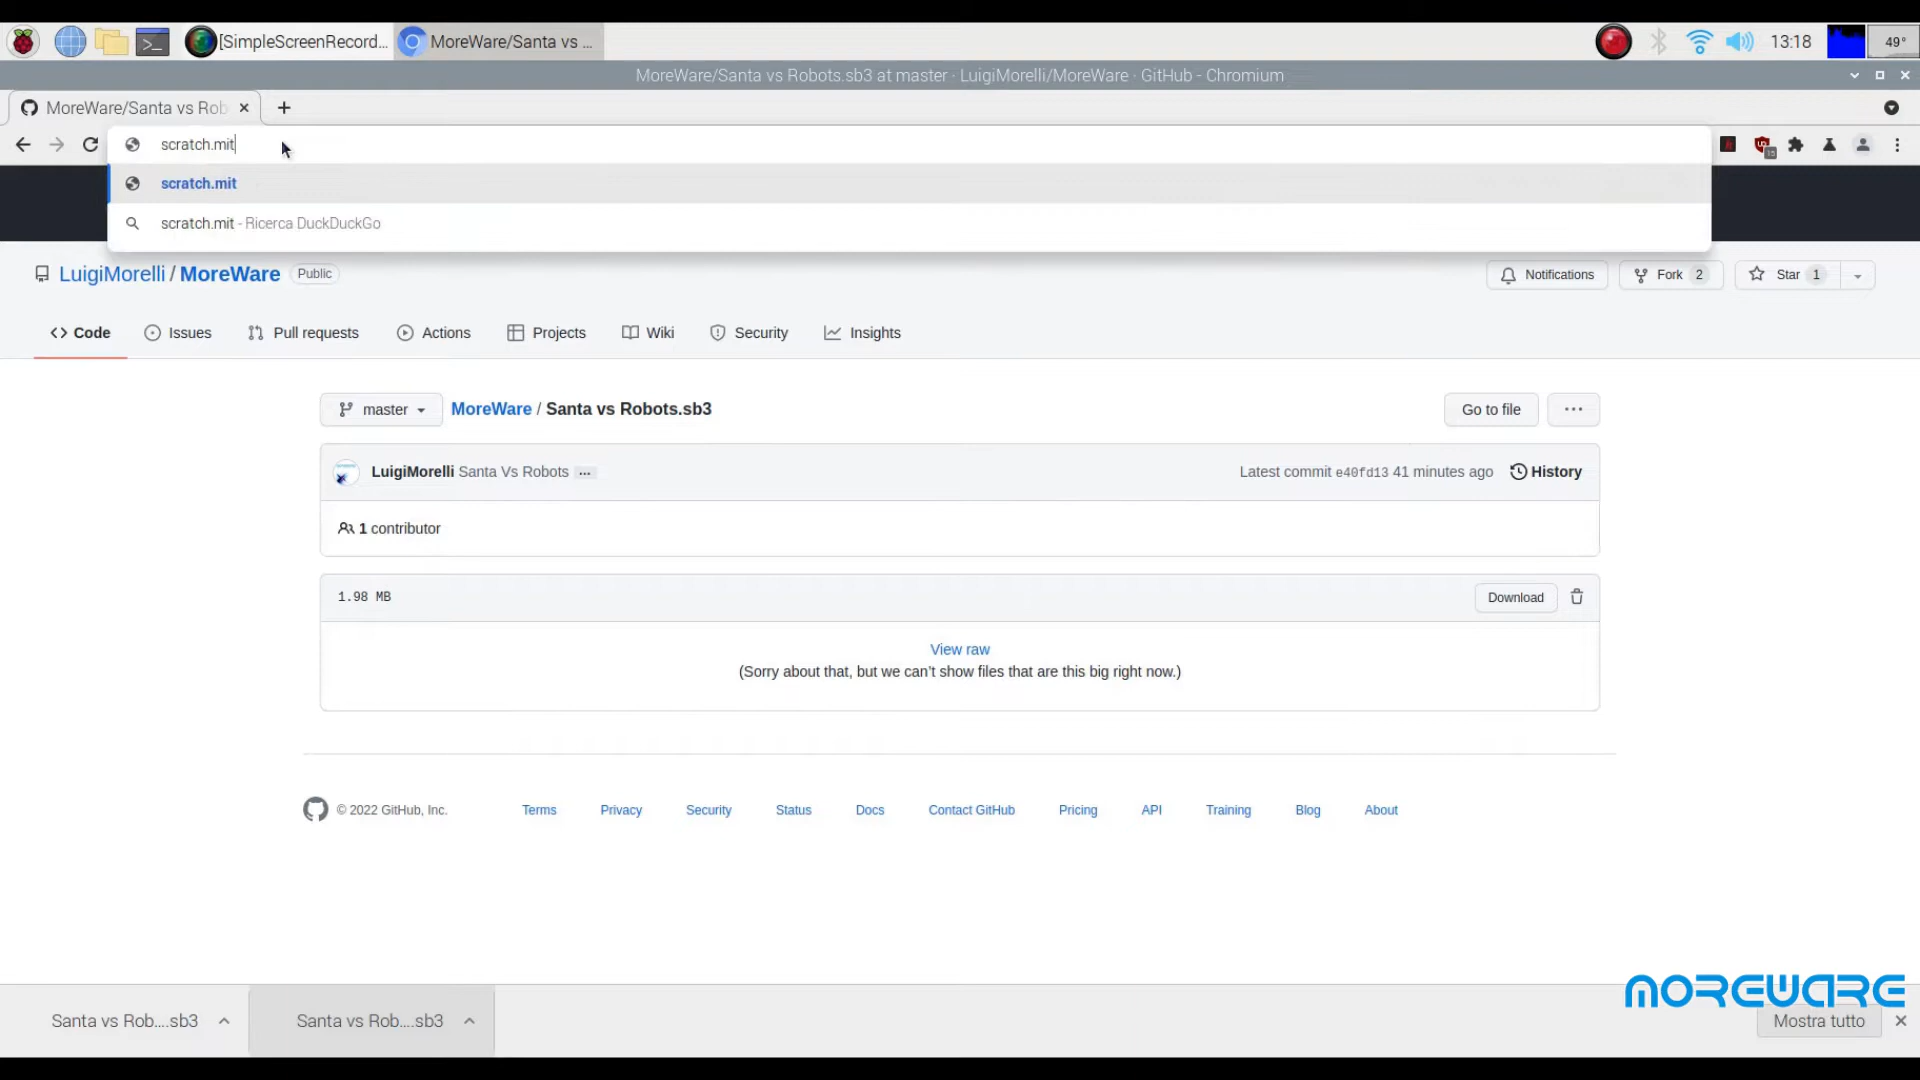 [SimpleScreenRecord...
MoreWare/Santa vs ...
13:18
49°
MoreWare/Santa vs Robots.sb3 at master · LuigiMorelli/MoreWare · GitHub - Chromium
MoreWare/Santa vs Rob
scratch.mit
scratch.mit
scratch.mit - Ricerca DuckDuckGo
15
LuigiMorelli / MoreWare Public
Notifications
Fork 2
Star 1
<> Code
Issues
Pull requests
Actions
Projects
Wiki
Security
Insights
master
MoreWare / Santa vs Robots.sb3
Go to file
...
LuigiMorelli Santa Vs Robots ...
Latest commit e40fd13 41 minutes ago
History
1 contributor
1.98 MB
Download
View raw
(Sorry about that, but we can't show files that are this big right now.)
© 2022 GitHub, Inc.
Terms
Privacy
Security
Status
Docs
Contact GitHub
Pricing
API
Training
Blog
About
MOREWARE
Santa vs Rob....sb3
Santa vs Rob....sb3
Mostra tutto